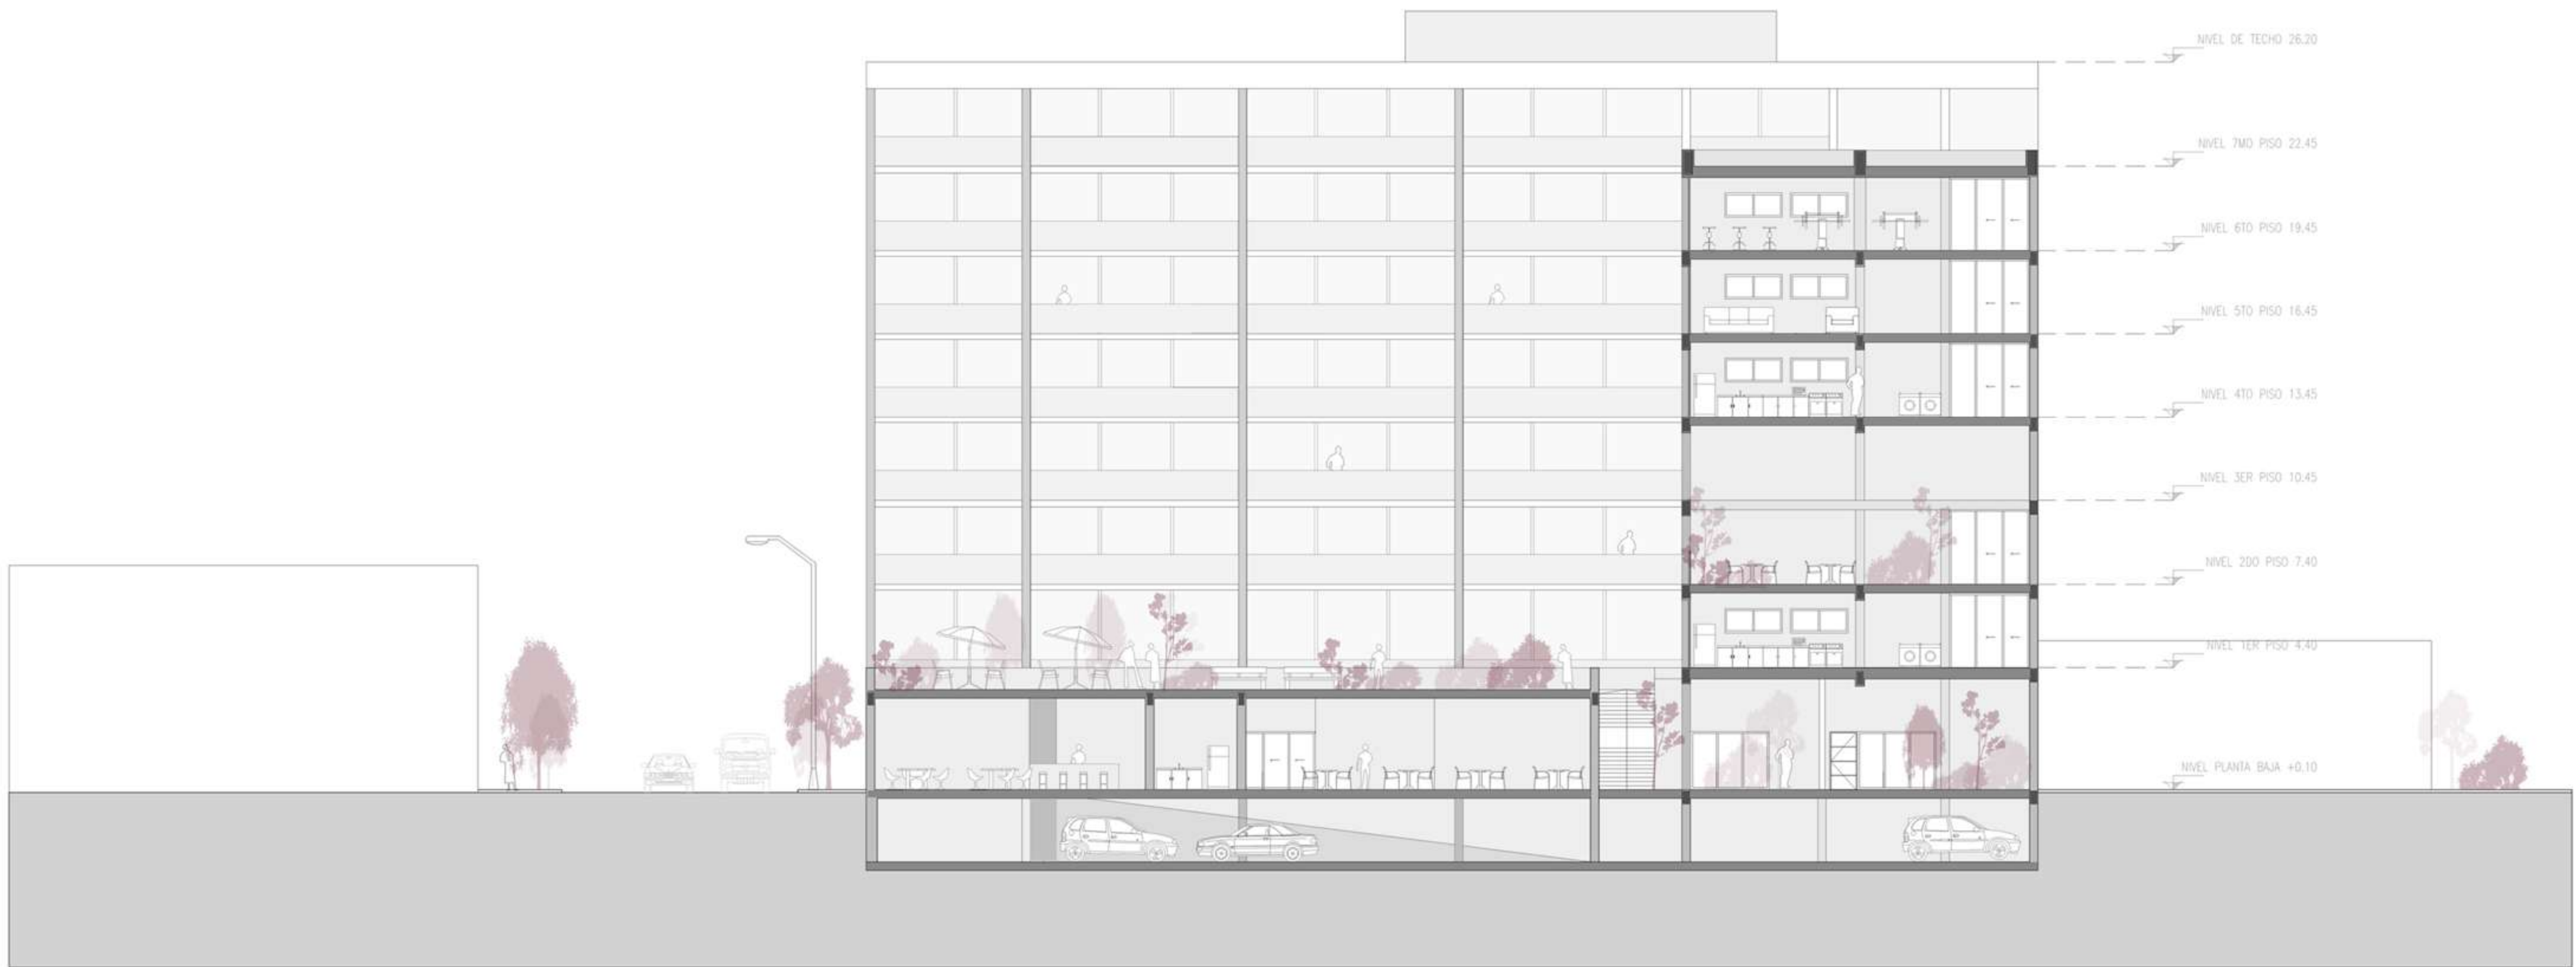 NIVEL DE TECHO 26.20
NIVEL 7MO PISO 22.45
NIVEL 6TO PISO 19.45
NIVEL 5TO PISO 16.45
NIVEL 4TO PISO 13.45
NIVEL 3ER PISO 10.45
NIVEL 2DO PISO 7.40
NIVEL 1ER PISO 4.40
NIVEL PLANTA BAJA +0.10